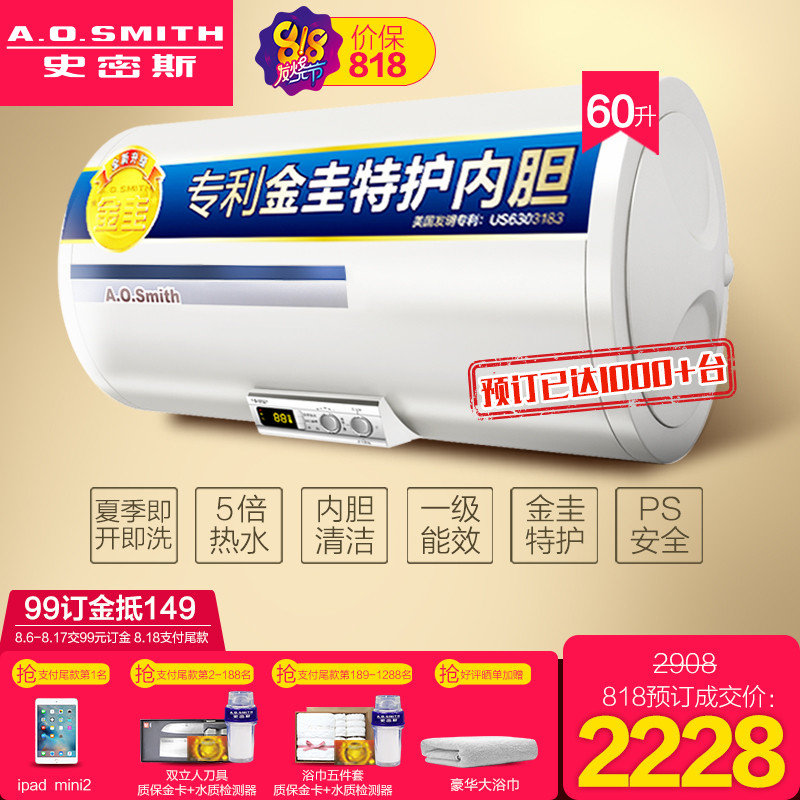 A.O.SMITH
史密斯
818
发烧节
价保
818
60升
全新升级
A.O.SMITH
金圭
专利金圭特护内胆
美国发明专利：US6303183
A.O.Smith
预订已达1000+台
夏季即
开即洗
5倍
热水
内胆
清洁
一级
能效
金圭
特护
PS
安全
99订金抵149
8.6-8.17交99元订金 8.18支付尾款
抢 支付尾款第1名
ipad mini2
抢 支付尾款第2-188名
双立人刀具
质保金卡+水质检测器
抢 支付尾款第189-1288名
浴巾五件套
质保金卡+水质检测器
抢 好评晒单加赠
豪华大浴巾
2908
818预订成交价：
2228